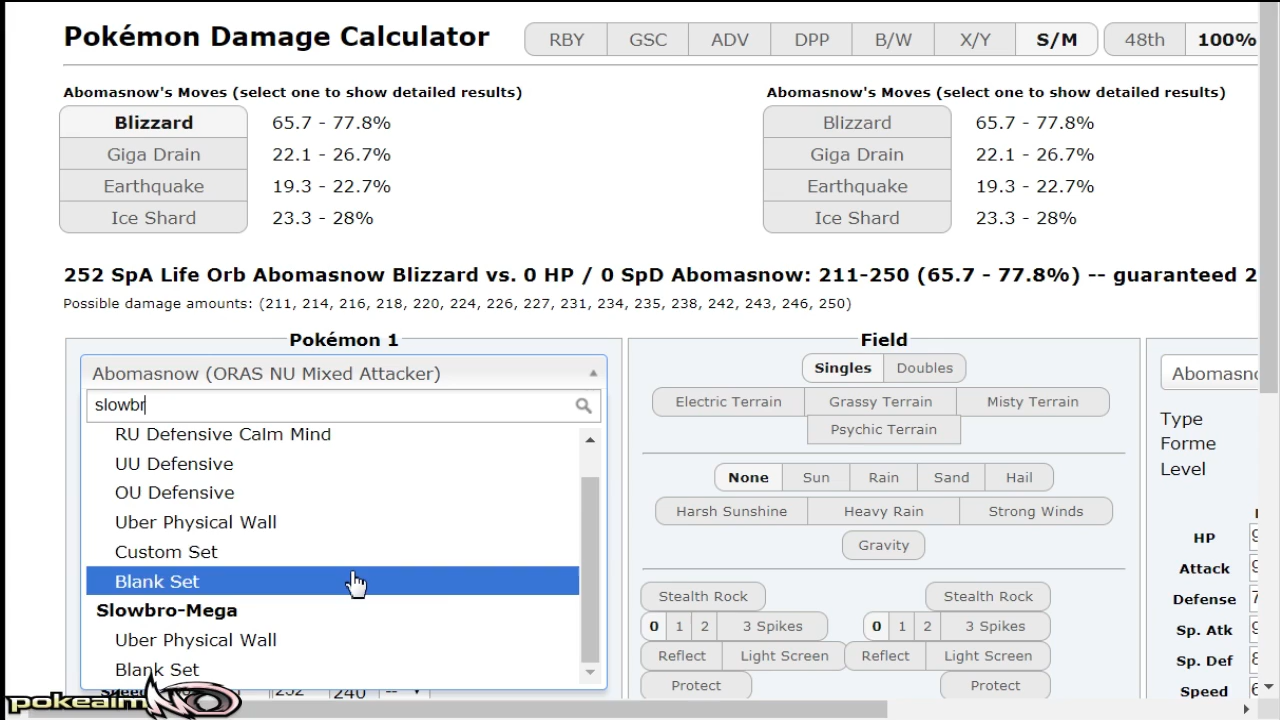 Pokémon Damage Calculator RBY GSC ADV DPP B/W X/Y S/M 48th 100%
Abomasnow's Moves (select one to show detailed results) Abomasnow's Moves (select one to show detailed results)
Blizzard 65.7 - 77.8% Blizzard 65.7 - 77.8%
Giga Drain 22.1 - 26.7% Giga Drain 22.1 - 26.7%
Earthquake 19.3 - 22.7% Earthquake 19.3 - 22.7%
Ice Shard 23.3 - 28% Ice Shard 23.3 - 28%
252 SpA Life Orb Abomasnow Blizzard vs. 0 HP / 0 SpD Abomasnow: 211-250 (65.7 - 77.8%) -- guaranteed 2
Possible damage amounts: (211, 214, 216, 218, 220, 224, 226, 227, 231, 234, 235, 238, 242, 243, 246, 250)
Pokémon 1
Abomasnow (ORAS NU Mixed Attacker)
slowbr
RU Defensive Calm Mind
UU Defensive
OU Defensive
Uber Physical Wall
Custom Set
Blank Set
Slowbro-Mega
Uber Physical Wall
Blank Set
Speed 252 240 --
Field
Singles Doubles
Electric Terrain Grassy Terrain Misty Terrain
Psychic Terrain
None Sun Rain Sand Hail
Harsh Sunshine Heavy Rain Strong Winds
Gravity
Stealth Rock Stealth Rock
0 1 2 3 Spikes 0 1 2 3 Spikes
Reflect Light Screen Reflect Light Screen
Protect Protect
Type
Forme
Level
HP
Attack
Defense
Sp. Atk
Sp. Def
Speed
pokeaimNO